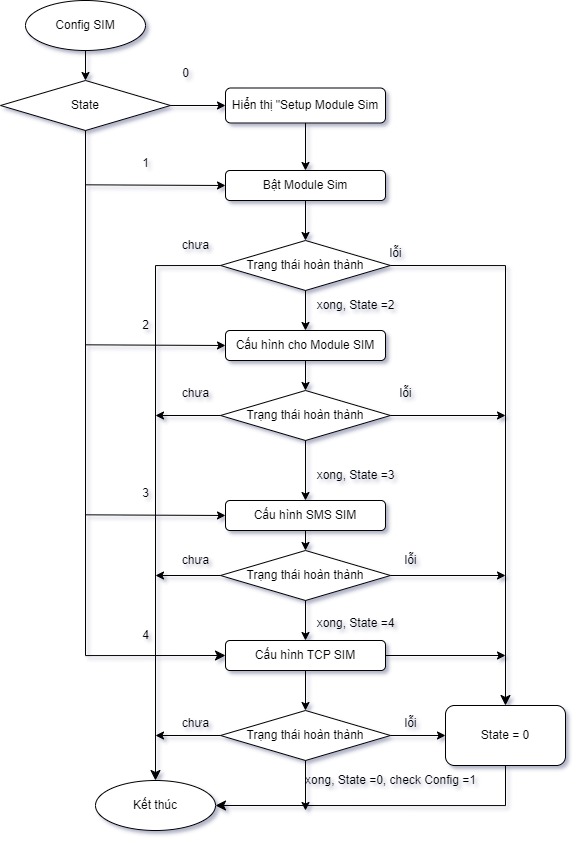 Config SIM
0
State
Hiển thị "Setup Module Sim
1
Bật Module Sim
chưa
lỗi
Trạng thái hoàn thành
xong, State =2
2
Cấu hình cho Module SIM
chưa
lỗi
Trạng thái hoàn thành
xong, State =3
3
Cấu hình SMS SIM
chưa
lỗi
Trạng thái hoàn thành
xong, State =4
4
Cấu hình TCP SIM
chưa
lỗi
Trạng thái hoàn thành
State = 0
xong, State =0, check Config =1
Kết thúc